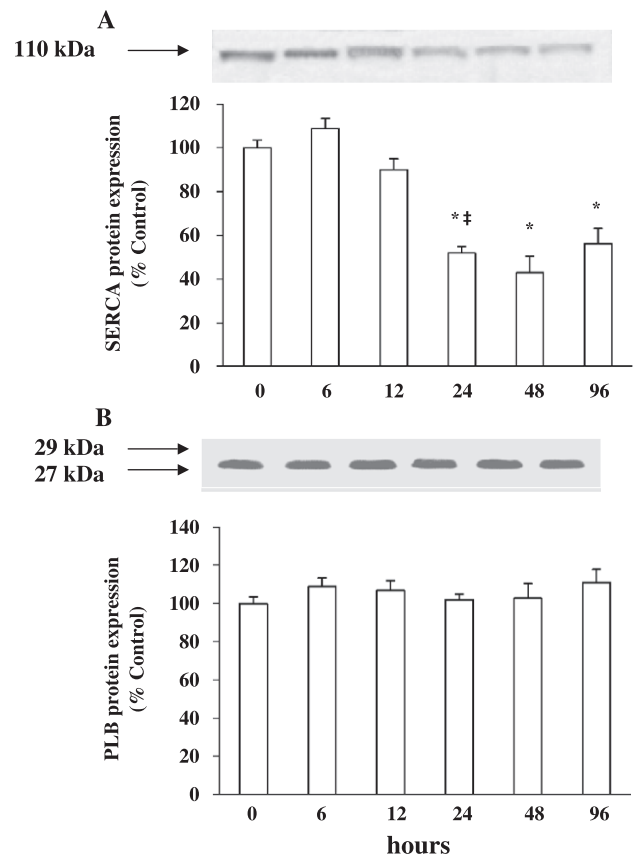 A
110 kDa
SERCA protein expression
(% Control)
120
100
80
60
40
20
0
*‡
*
*
0 6 12 24 48 96
B
29 kDa
27 kDa
PLB protein expression
(% Control)
140
120
100
80
60
40
20
0
0 6 12 24 48 96
hours